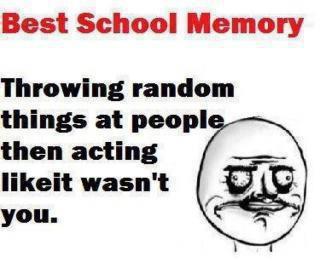 Best School Memory
Throwing random
things at people
then acting
likeit wasn't
you.